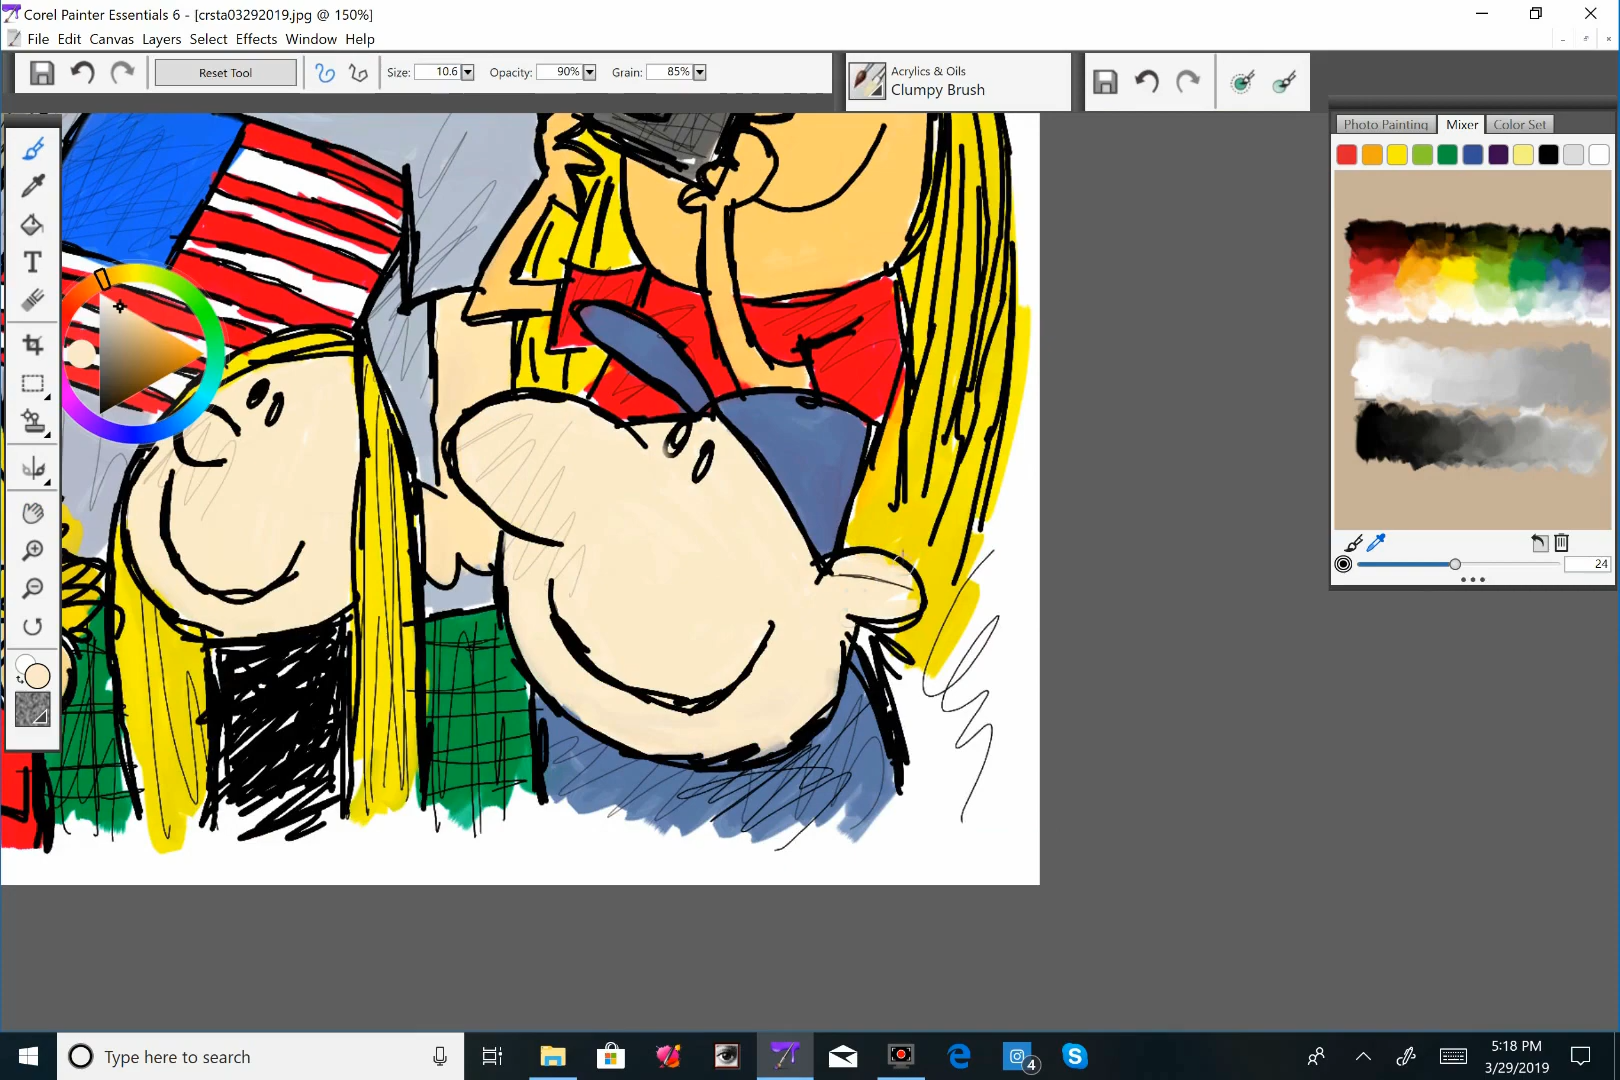 Corel Painter Essentials 6 - [crsta03292019.jpg @ 150%]
File Edit Canvas Layers Select Effects Window Help
Reset Tool Size: 10.6 Opacity: 90% Grain: 85%
Acrylics & Oils
Clumpy Brush
Photo Painting Mixer Color Set
T
24
Type here to search
4
5:18 PM
3/29/2019